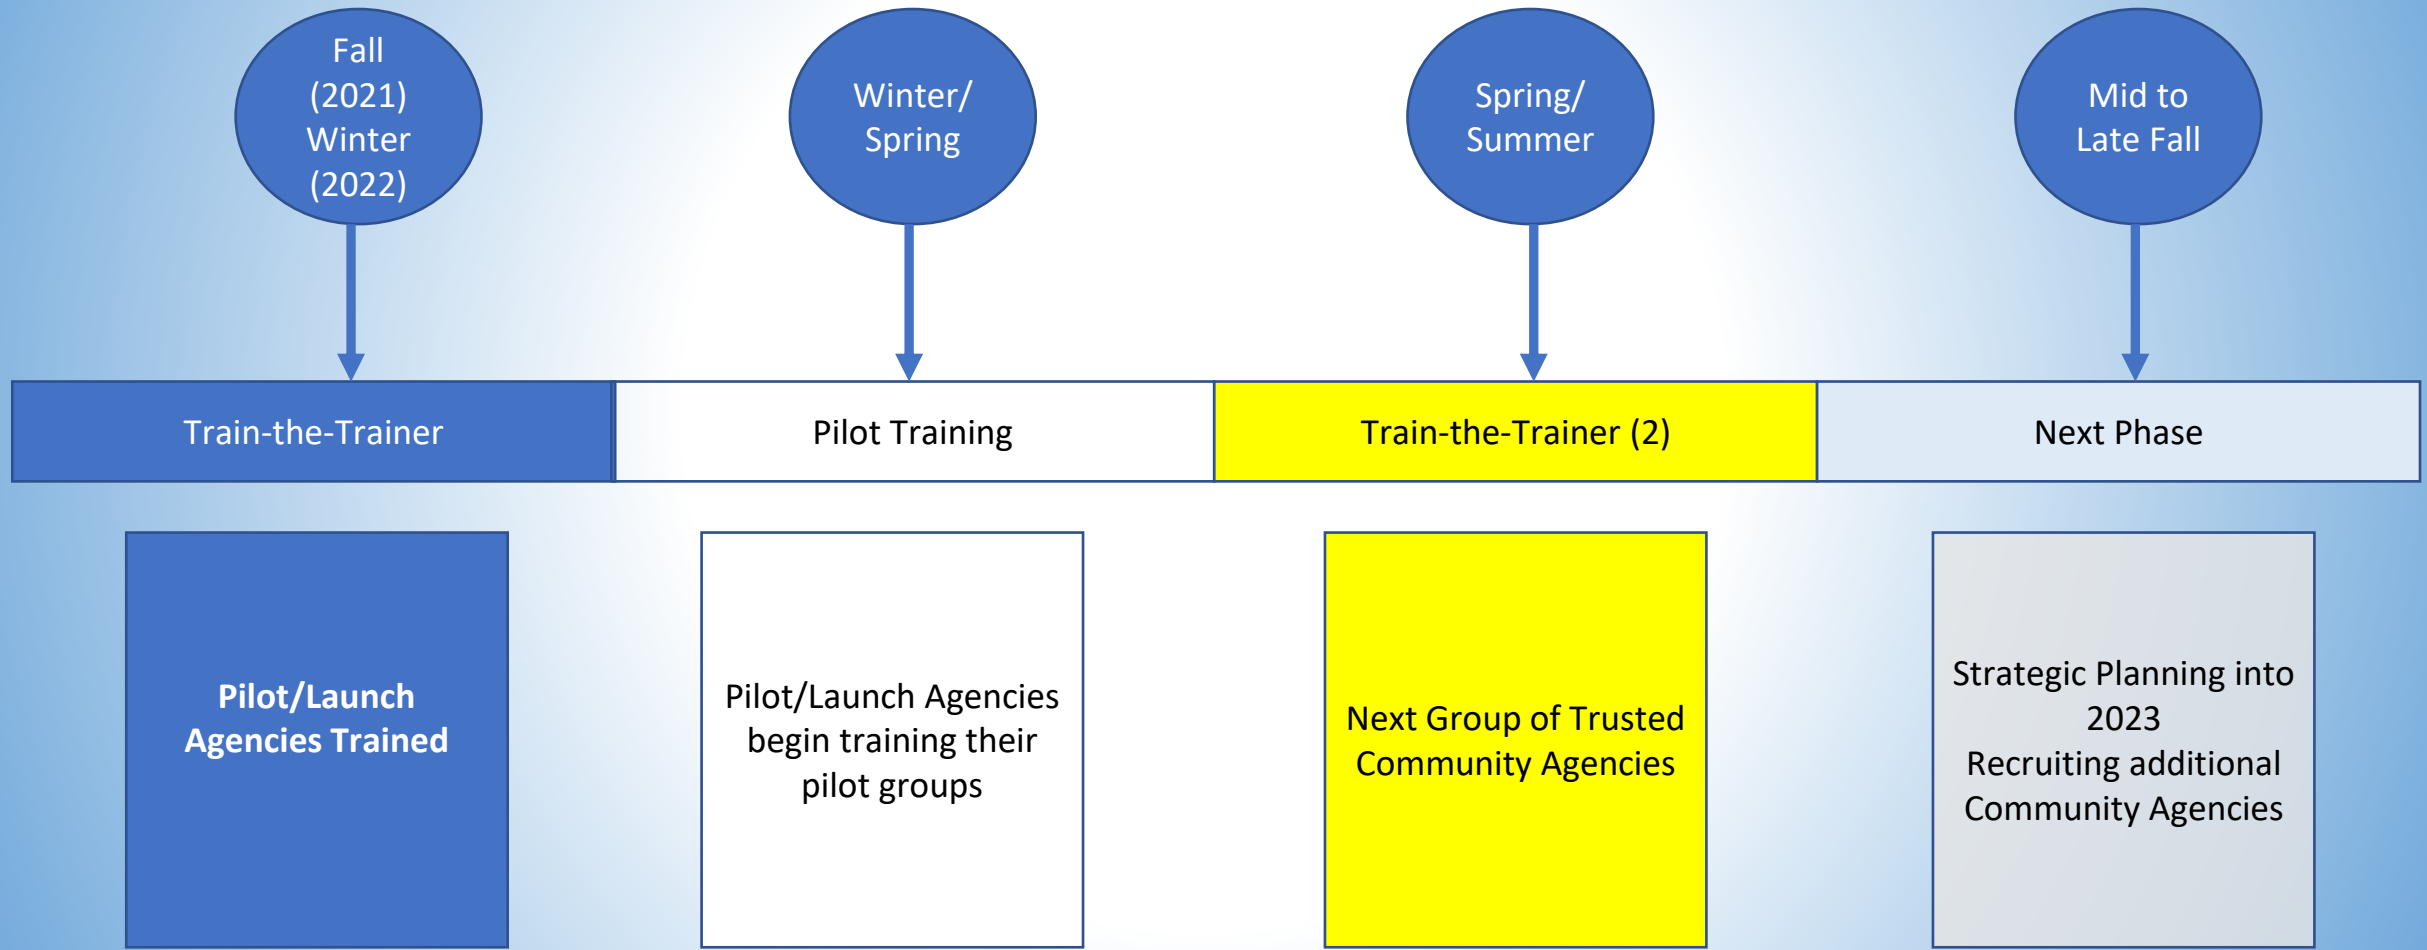 Fall
(2021)
Winter
(2022)
Winter/
Spring
Spring/
Summer
Mid to
Late Fall
Train-the-Trainer
Pilot Training
Train-the-Trainer (2)
Next Phase
Pilot/Launch
Agencies Trained
Pilot/Launch Agencies
begin training their
pilot groups
Next Group of Trusted
Community Agencies
Strategic Planning into
2023
Recruiting additional
Community Agencies